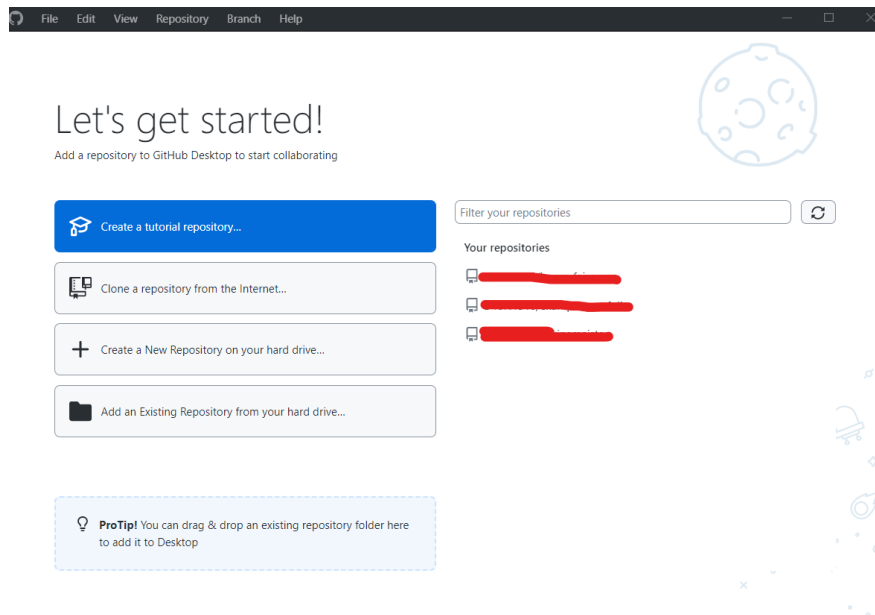 File Edit View Repository Branch Help
Let's get started!
Add a repository to GitHub Desktop to start collaborating
Create a tutorial repository...
Clone a repository from the Internet...
Create a New Repository on your hard drive...
Add an Existing Repository from your hard drive...
ProTip! You can drag & drop an existing repository folder here
to add it to Desktop
Filter your repositories
Your repositories